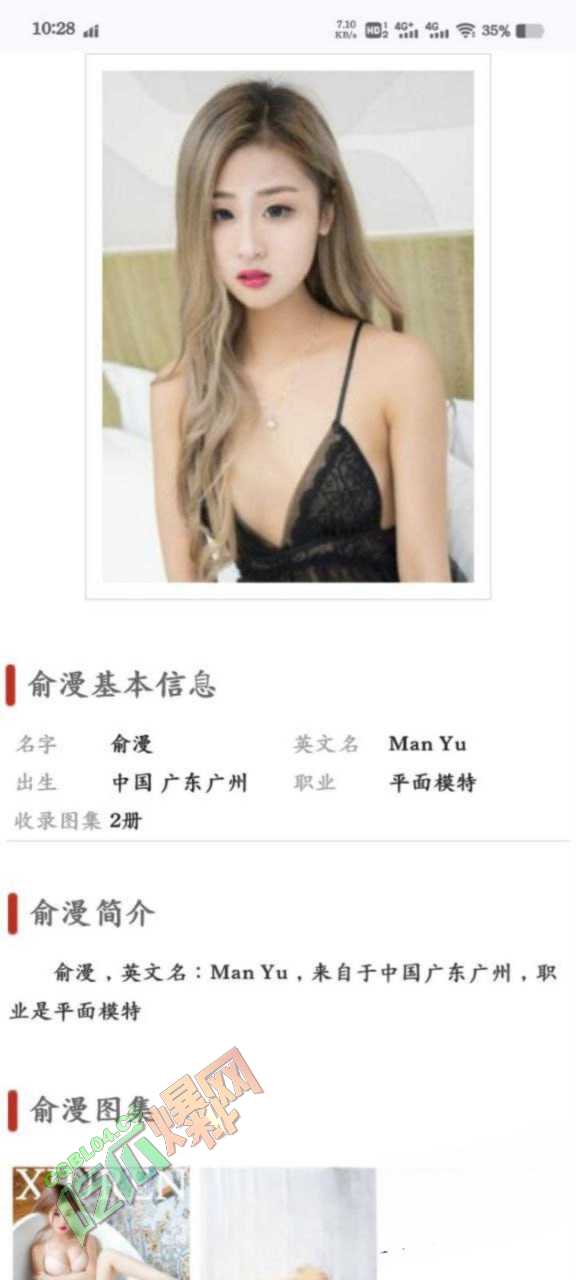 10:28
7.10 KB/s HD 1 2 4G+ 4G 35%
俞漫基本信息
名字 俞漫 英文名 Man Yu
出生 中国 广东广州 职业 平面模特
收录图集 2册
俞漫简介
俞漫，英文名：Man Yu，来自于中国广东广州，职
业是平面模特
俞漫图集
吃瓜爆网